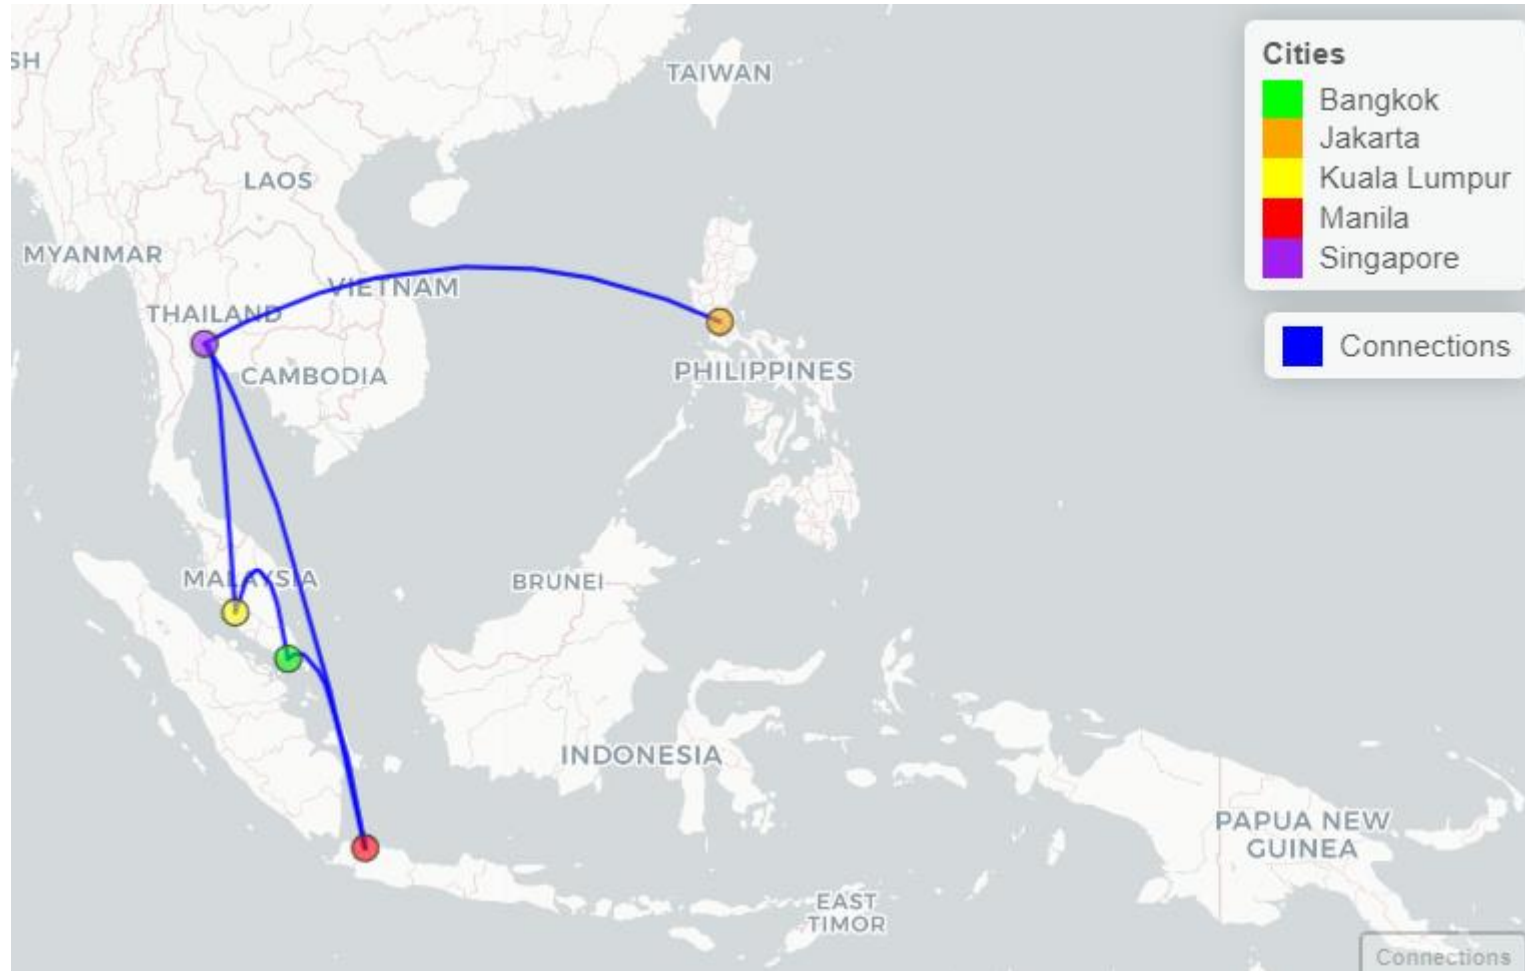 SH
TAIWAN
LAOS
MYANMAR
VIETNAM
THAILAND
CAMBODIA
PHILIPPINES
MALAYSIA
BRUNEI
INDONESIA
PAPUA NEW
GUINEA
EAST
TIMOR
Cities
Bangkok
Jakarta
Kuala Lumpur
Manila
Singapore
Connections
Connections